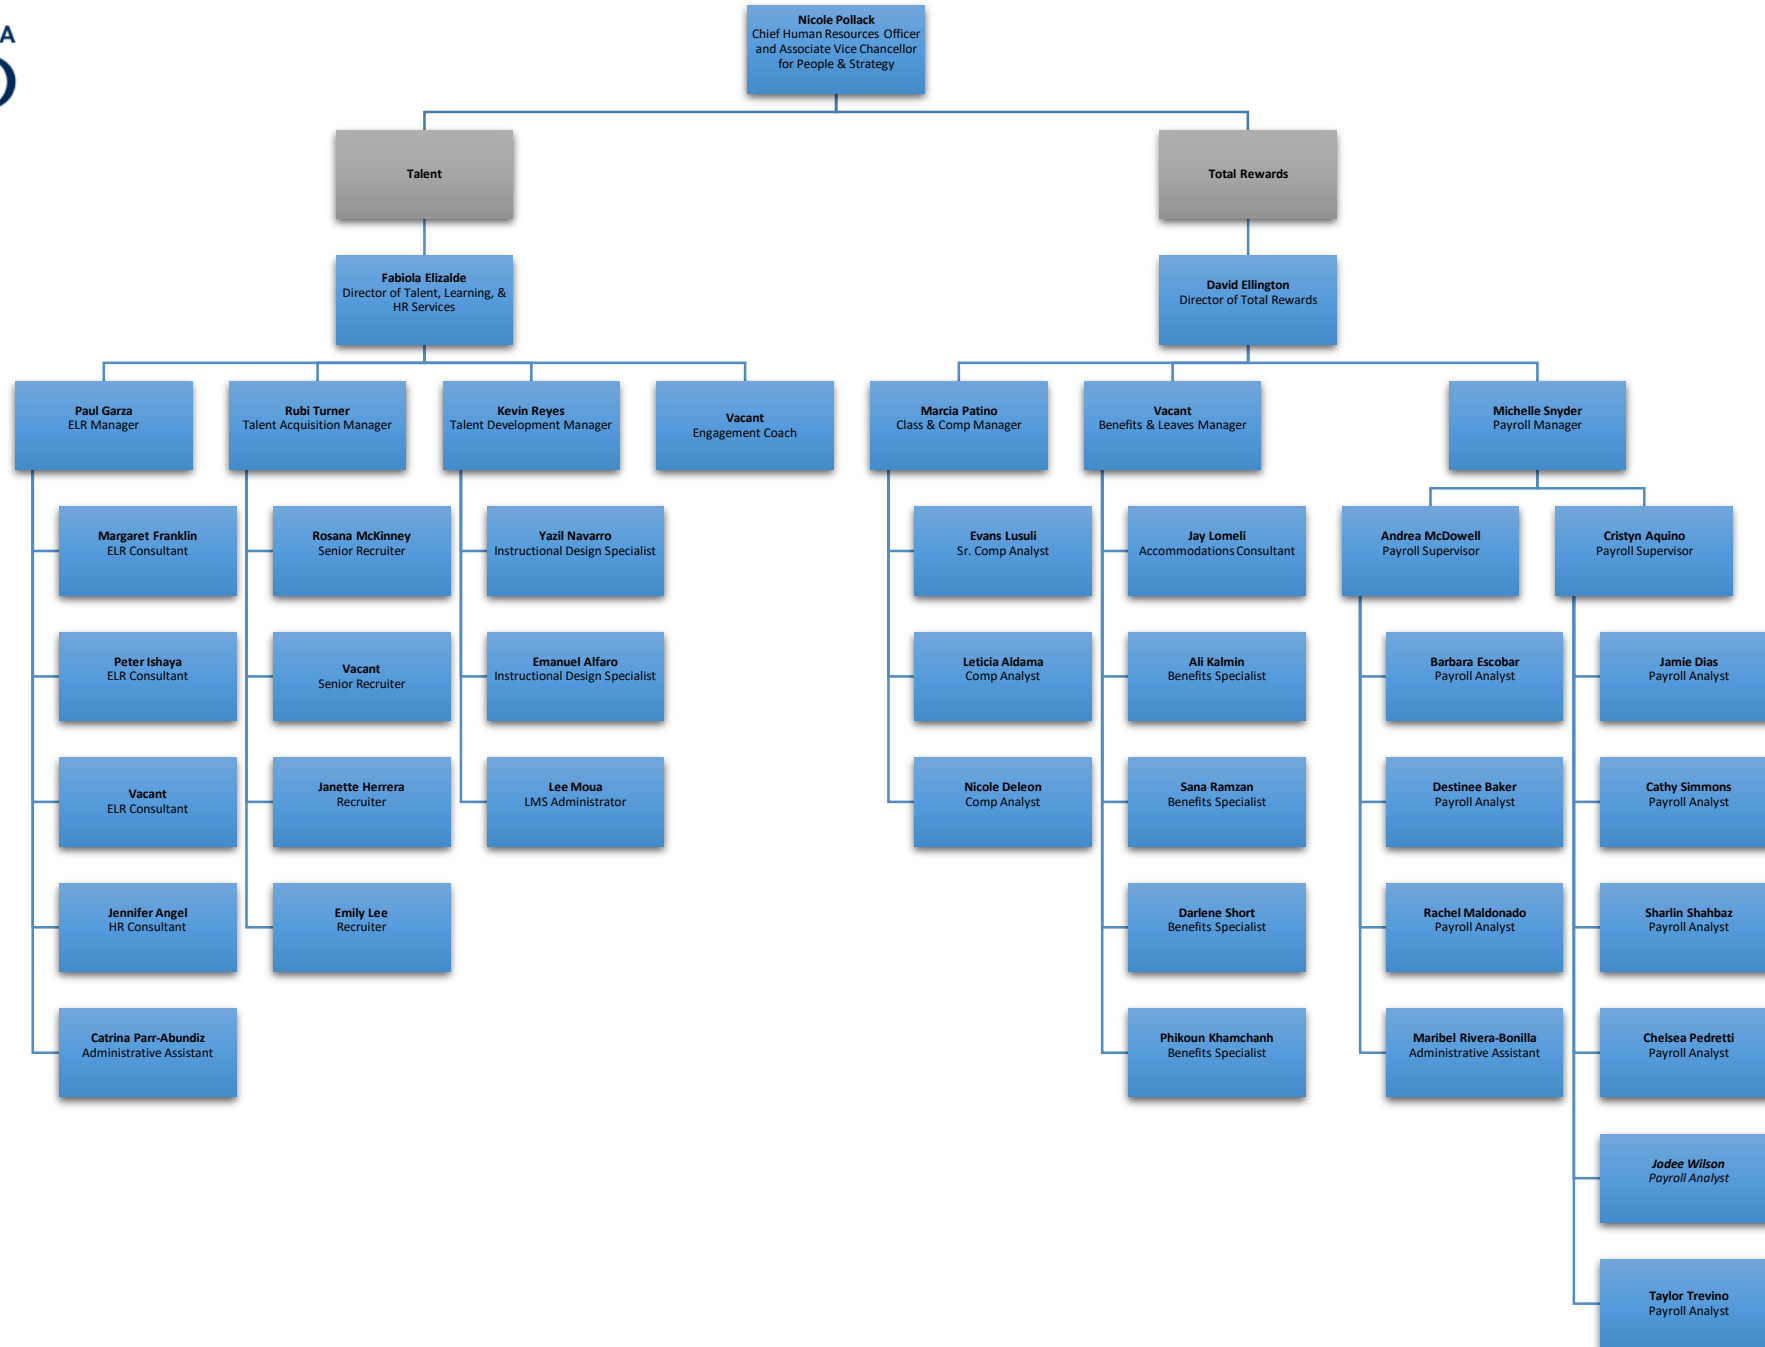 A
Nicole Pollack
Chief Human Resources Officer
and Associate Vice Chancellor
for People & Strategy
Talent
Total Rewards
Fabiola Elizalde
Director of Talent, Learning, &
HR Services
David Ellington
Director of Total Rewards
Paul Garza
ELR Manager
Rubi Turner
Talent Acquisition Manager
Kevin Reyes
Talent Development Manager
Vacant
Engagement Coach
Marcia Patino
Class & Comp Manager
Vacant
Benefits & Leaves Manager
Michelle Snyder
Payroll Manager
Margaret Franklin
ELR Consultant
Rosana McKinney
Senior Recruiter
Yazil Navarro
Instructional Design Specialist
Evans Lusuli
Sr. Comp Analyst
Jay Lomeli
Accommodations Consultant
Andrea McDowell
Payroll Supervisor
Cristyn Aquino
Payroll Supervisor
Peter Ishaya
ELR Consultant
Vacant
Senior Recruiter
Emanuel Alfaro
Instructional Design Specialist
Leticia Aldama
Comp Analyst
Ali Kalmin
Benefits Specialist
Barbara Escobar
Payroll Analyst
Jamie Dias
Payroll Analyst
Vacant
ELR Consultant
Janette Herrera
Recruiter
Lee Moua
LMS Administrator
Nicole Deleon
Comp Analyst
Sana Ramzan
Benefits Specialist
Destinee Baker
Payroll Analyst
Cathy Simmons
Payroll Analyst
Jennifer Angel
HR Consultant
Emily Lee
Recruiter
Darlene Short
Benefits Specialist
Rachel Maldonado
Payroll Analyst
Sharlin Shahbaz
Payroll Analyst
Catrina Parr-Abundiz
Administrative Assistant
Phikoun Khamchanh
Benefits Specialist
Maribel Rivera-Bonilla
Administrative Assistant
Chelsea Pedretti
Payroll Analyst
Jodee Wilson
Payroll Analyst
Taylor Trevino
Payroll Analyst